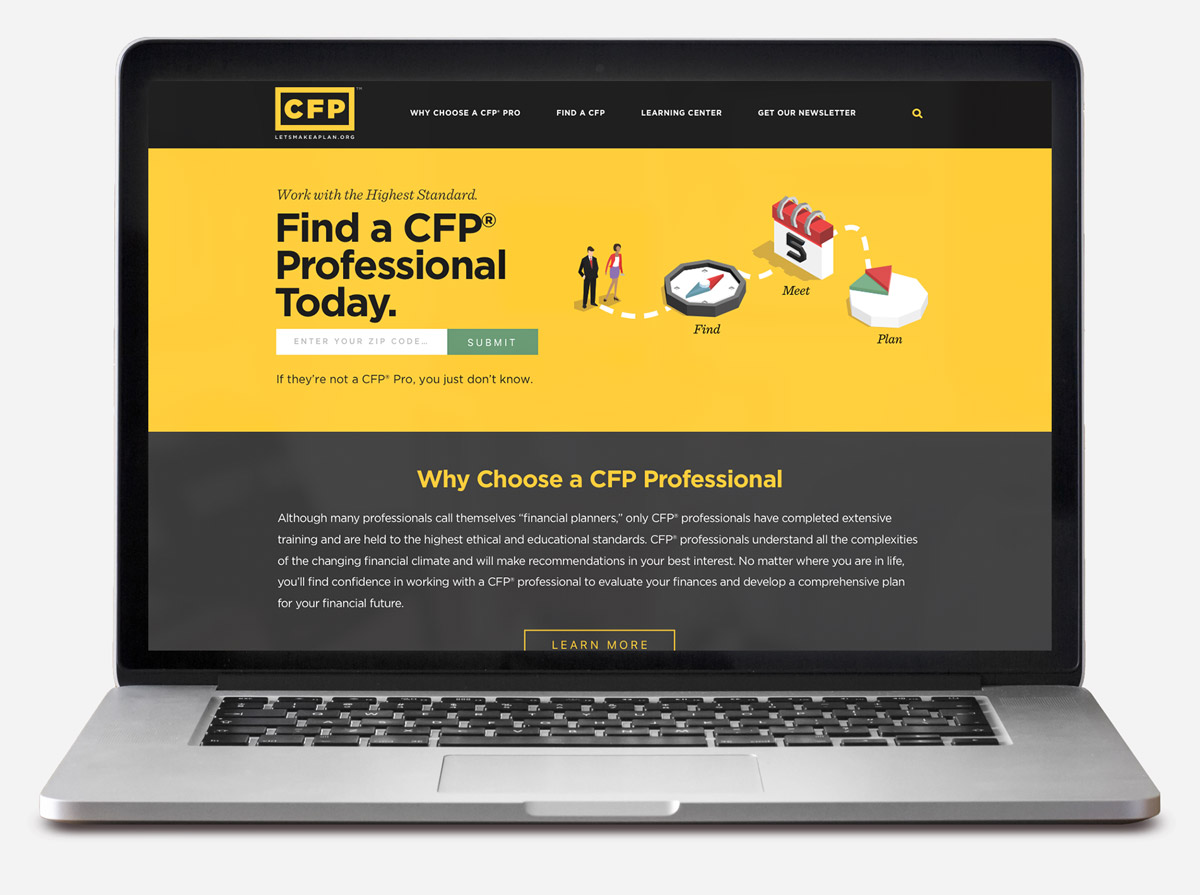 CFP™
LETSMAKEAPLAN.ORG
WHY CHOOSE A CFP® PRO
FIND A CFP
LEARNING CENTER
GET OUR NEWSLETTER
Work with the Highest Standard.
Find a CFP®
Professional
Today.
ENTER YOUR ZIP CODE...
SUBMIT
If they’re not a CFP® Pro, you just don’t know.
5
Find
Meet
Plan
Why Choose a CFP Professional
Although many professionals call themselves “financial planners,” only CFP® professionals have completed extensive
training and are held to the highest ethical and educational standards. CFP® professionals understand all the complexities
of the changing financial climate and will make recommendations in your best interest. No matter where you are in life,
you’ll find confidence in working with a CFP® professional to evaluate your finances and develop a comprehensive plan
for your financial future.
LEARN MORE